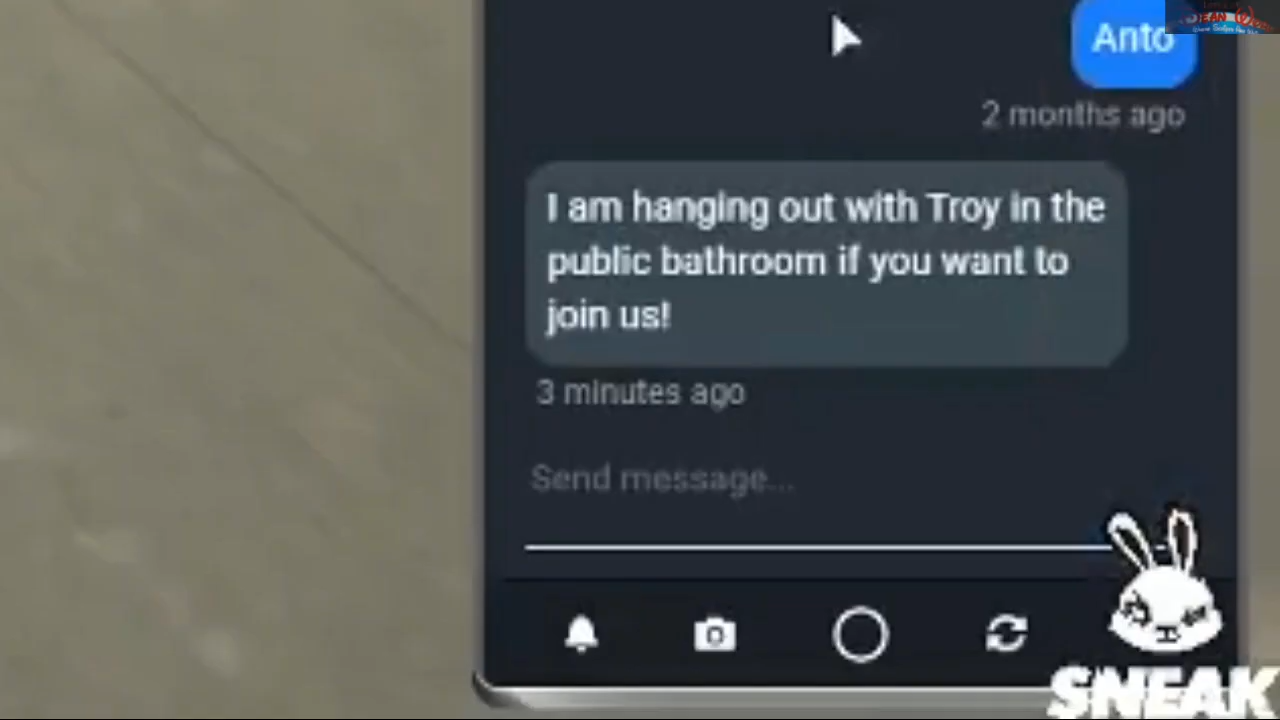 Anto
2 months ago
I am hanging out with Troy in the
public bathroom if you want to
join us!
3 minutes ago
Send message...
SNEAK